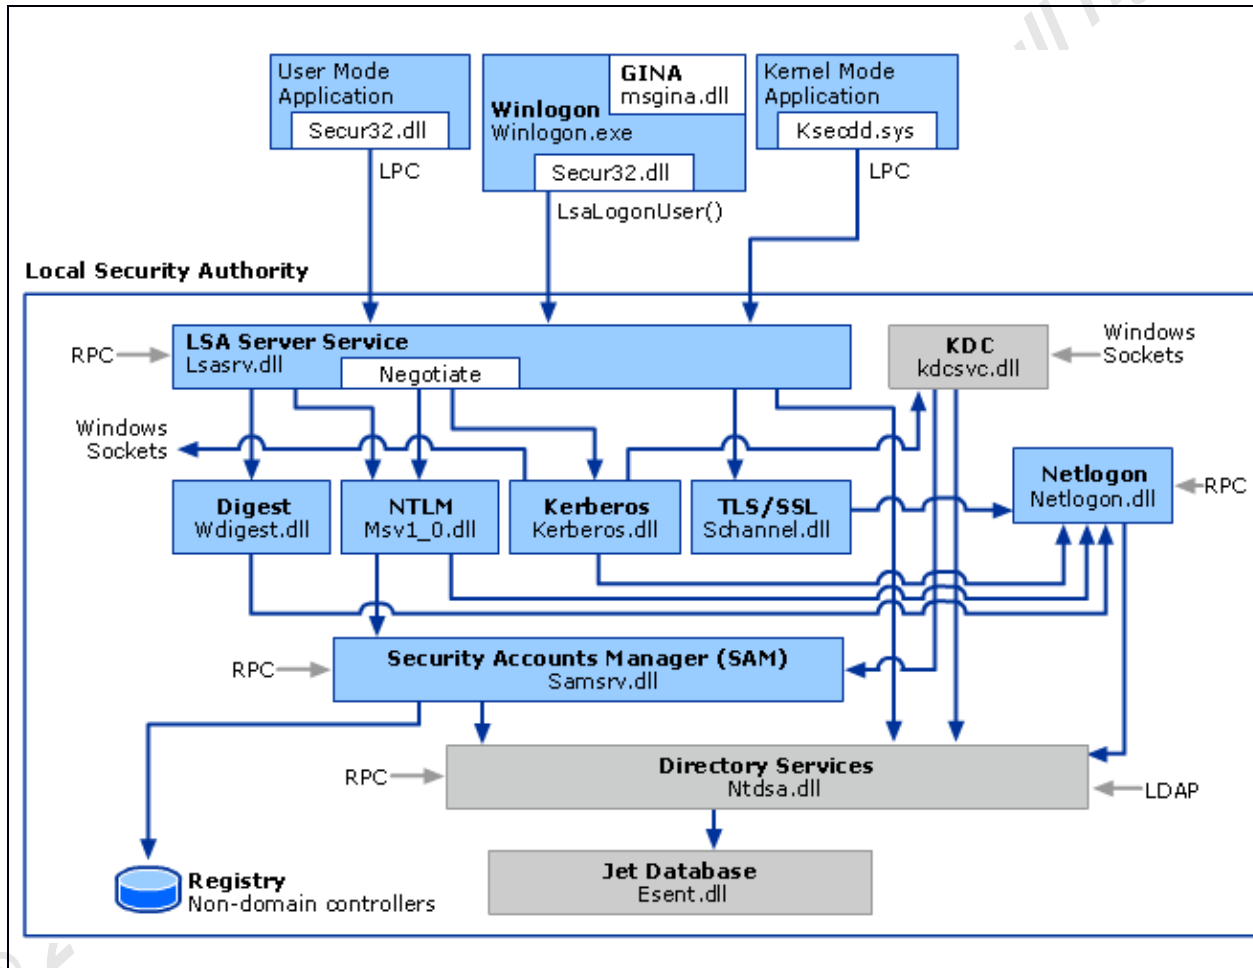 User Mode
Application
Secur32.dll
LPC
GINA
msgina.dll
Winlogon
Winlogon.exe
Secur32.dll
LsaLogonUser()
Kernel Mode
Application
Ksecdd.sys
LPC
Local Security Authority
RPC
LSA Server Service
Lsasrv.dll
Negotiate
KDC
kdcsvc.dll
Windows
Sockets
Windows
Sockets
Digest
Wdigest.dll
NTLM
Msv1_0.dll
Kerberos
Kerberos.dll
TLS/SSL
Schannel.dll
Netlogon
Netlogon.dll
RPC
RPC
Security Accounts Manager (SAM)
Samsrv.dll
RPC
Directory Services
Ntdsa.dll
LDAP
Registry
Non-domain controllers
Jet Database
Esent.dll